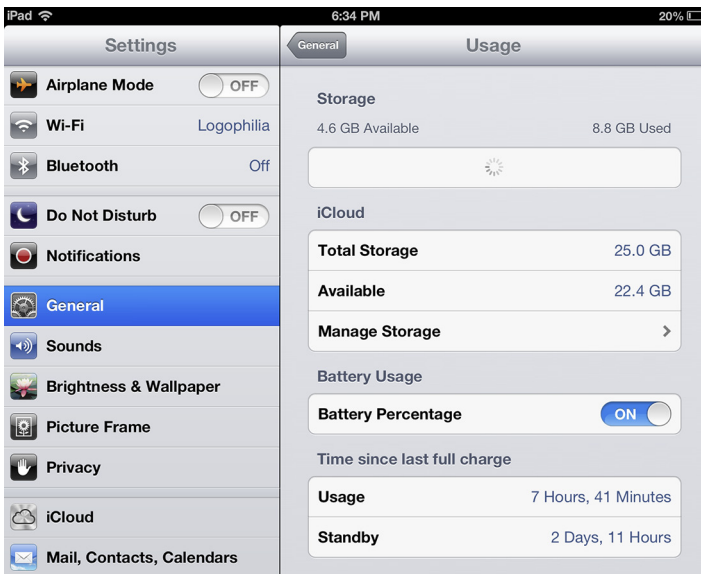 iPad 6:34 PM 20%
Settings
Airplane Mode OFF
Wi-Fi Logophilia
Bluetooth Off
Do Not Disturb OFF
Notifications
General
Sounds
Brightness & Wallpaper
Picture Frame
Privacy
iCloud
Mail, Contacts, Calendars
General Usage
Storage
4.6 GB Available 8.8 GB Used
iCloud
Total Storage 25.0 GB
Available 22.4 GB
Manage Storage
Battery Usage
Battery Percentage ON
Time since last full charge
Usage 7 Hours, 41 Minutes
Standby 2 Days, 11 Hours